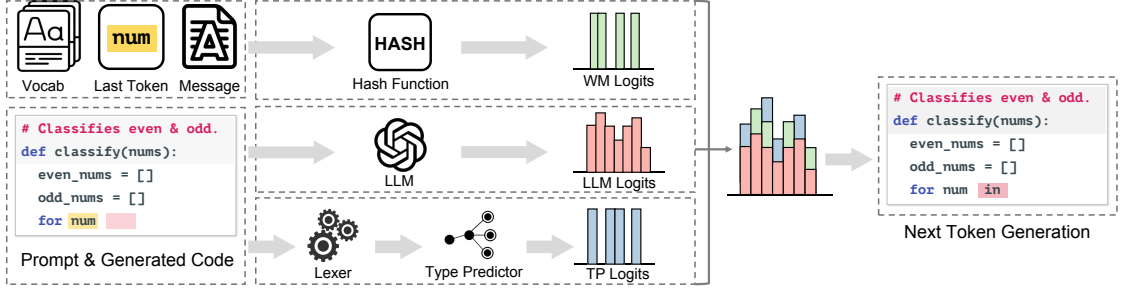 Aa
num
A
Vocab
Last Token
Message
HASH
Hash Function
WM Logits
# Classifies even & odd.
def classify(nums):
even_nums = []
odd_nums = []
for num
Prompt & Generated Code
LLM
LLM Logits
Lexer
Type Predictor
TP Logits
# Classifies even & odd.
def classify(nums):
even_nums = []
odd_nums = []
for num in
Next Token Generation